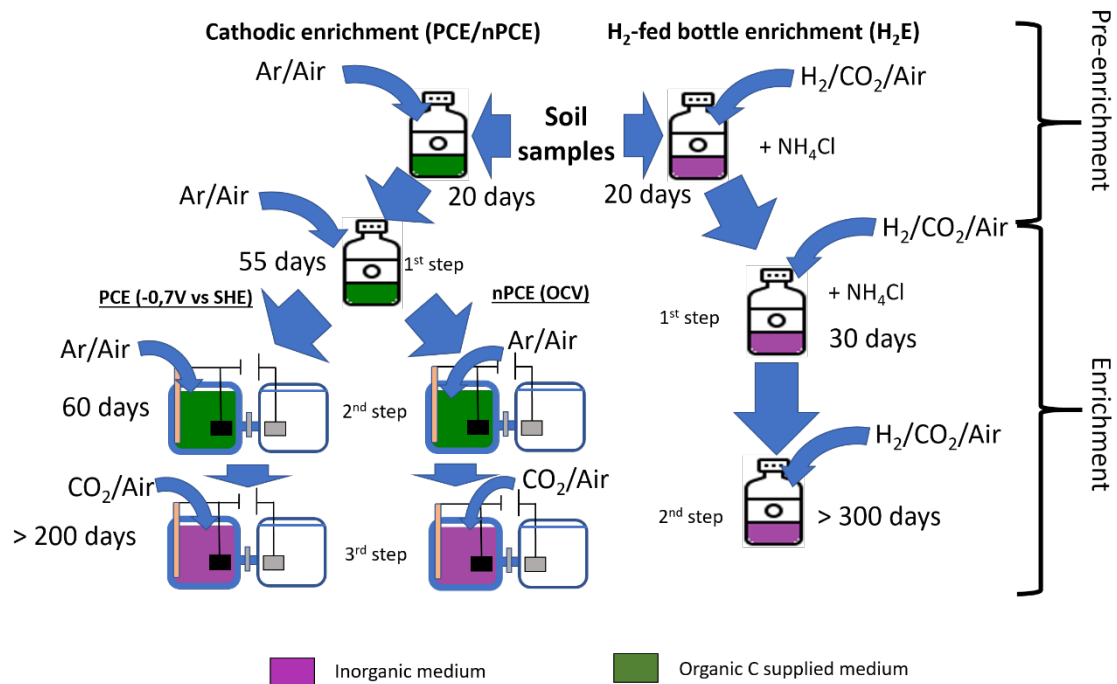 Cathodic enrichment (PCE/nPCE)
H₂-fed bottle enrichment (H₂E)
Pre-enrichment
Ar/Air
H₂/CO₂/Air
Soil
samples
+ NH₄Cl
20 days
20 days
Ar/Air
H₂/CO₂/Air
55 days
1st step
PCE (-0,7V vs SHE)
nPCE (OCV)
+ NH₄Cl
1st step
30 days
Ar/Air
Ar/Air
60 days
2nd step
Enrichment
H₂/CO₂/Air
CO₂/Air
CO₂/Air
2nd step
> 300 days
> 200 days
3rd step
Inorganic medium
Organic C supplied medium